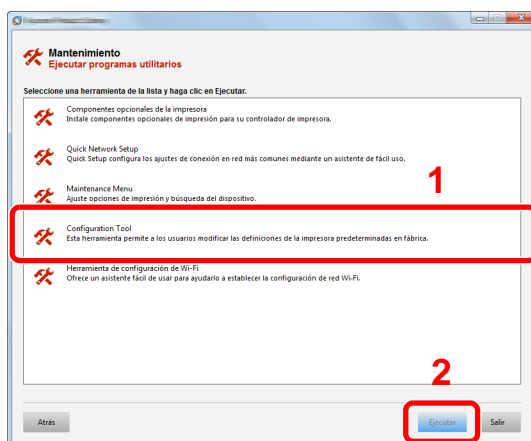 Mantenimiento
Ejecutar programas utilitarios
Seleccione una herramienta de la lista y haga clic en Ejecutar.
Componentes opcionales de la impresora
Instale componentes opcionales de impresión para su controlador de impresora.
Quick Network Setup
Quick Setup configura los ajustes de conexión en red más comunes mediante un asistente de fácil uso.
1
Maintenance Menu
Ajuste opciones de impresión y búsqueda del dispositivo.
Configuration Tool
Esta herramienta permite a los usuarios modificar las definiciones de la impresora predeterminadas en fábrica.
Herramienta de configuración de Wi-Fi
Ofrece un asistente fácil de usar para ayudarlo a establecer la configuración de red Wi-Fi.
2
Atrás Ejecutar Salir